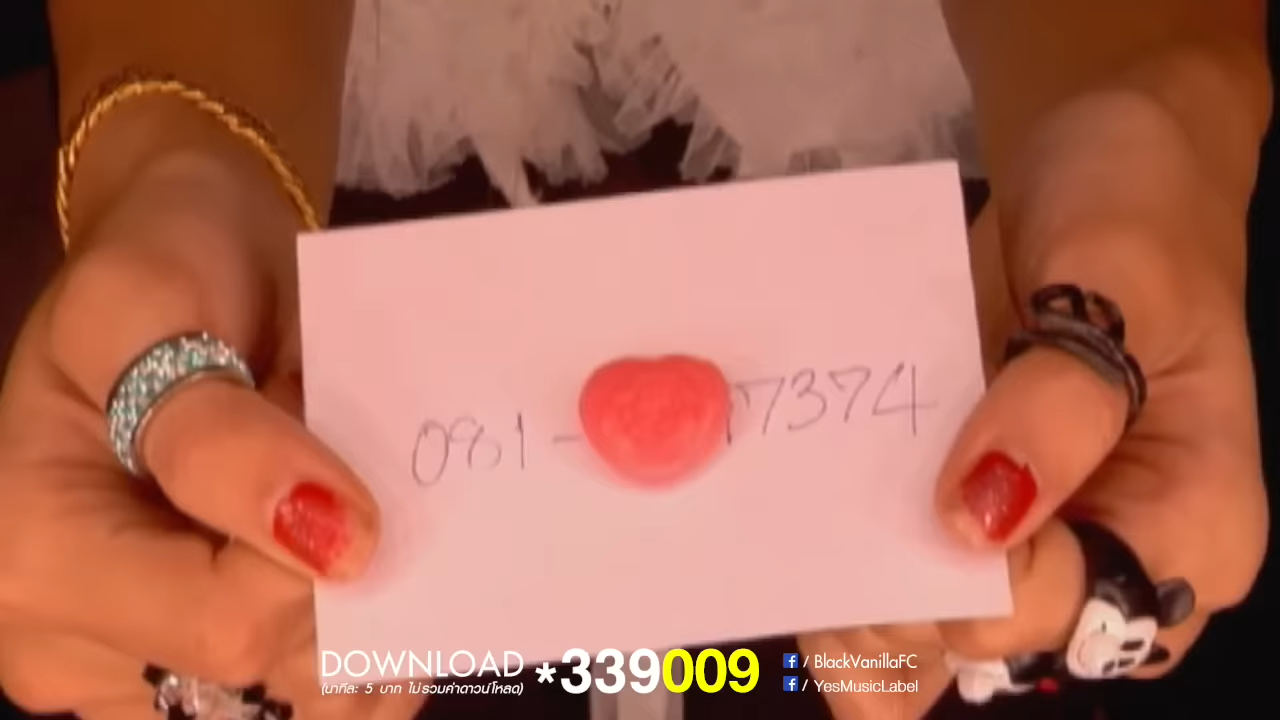 081 - 7374
DOWNLOAD *339009
(นาทีละ 5 บาท ไม่รวมค่าดาวน์โหลด)
f / BlackVanillaFC
f / YesMusicLabel